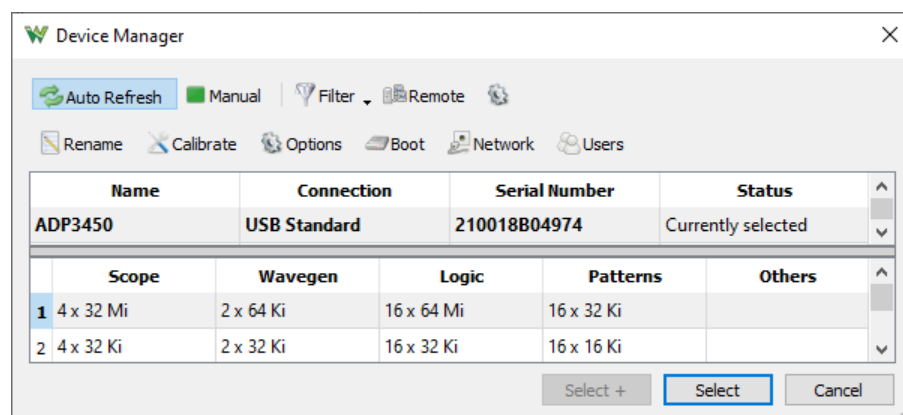 Device Manager
Auto Refresh Manual Filter Remote
Rename Calibrate Options Boot Network Users
Name Connection Serial Number Status
ADP3450 USB Standard 210018B04974 Currently selected
Scope Wavegen Logic Patterns Others
1 4 x 32 Mi 2 x 64 Ki 16 x 64 Mi 16 x 32 Ki
2 4 x 32 Ki 2 x 32 Ki 16 x 32 Ki 16 x 16 Ki
Select + Select Cancel